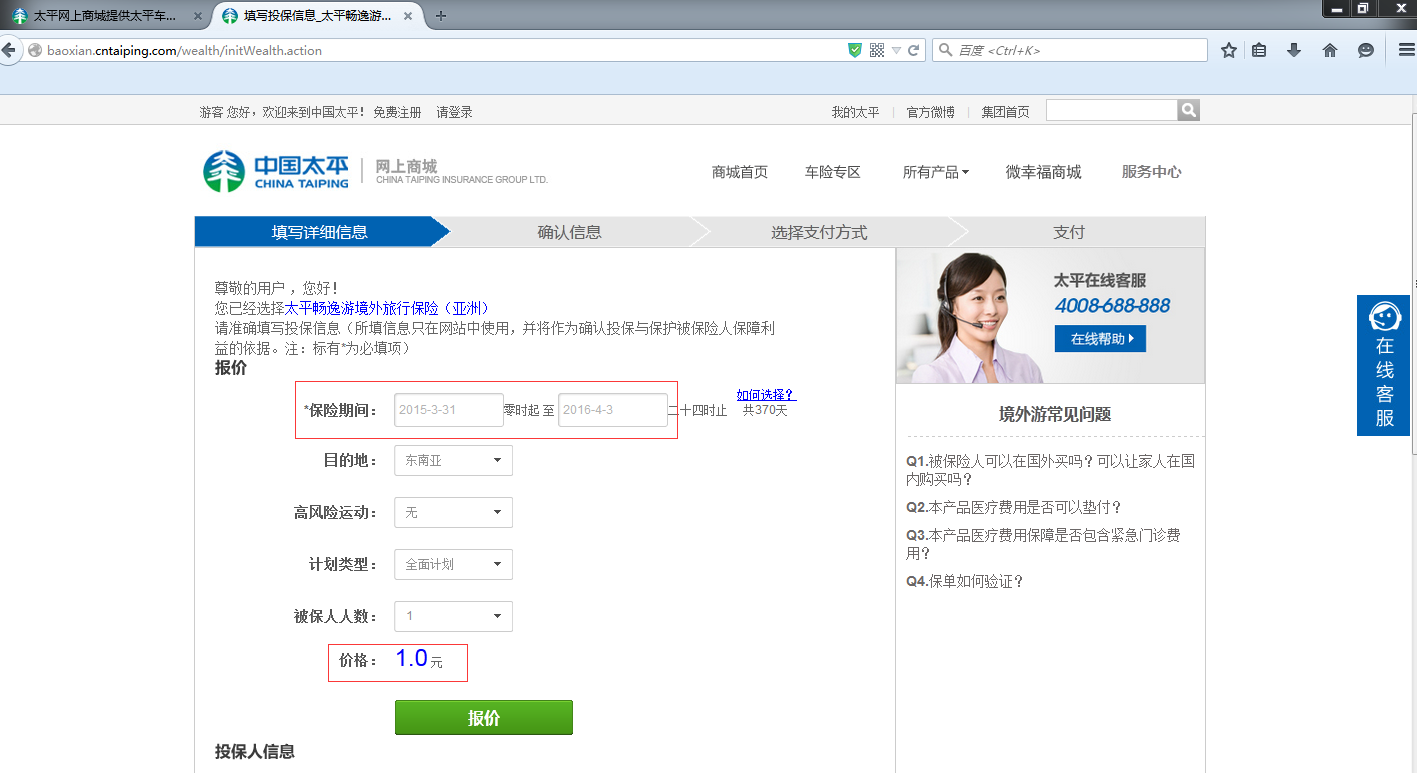 太平网上商城提供太平车...
填写投保信息_太平畅逸游...
baoxian.cntaiping.com/wealth/initWealth.action
百度 <Ctrl+K>
游客 您好，欢迎来到中国太平！ 免费注册 请登录
我的太平 官方微博 集团首页
中国太平 网上商城
CHINA TAIPING CHINA TAIPING INSURANCE GROUP LTD.
商城首页 车险专区 所有产品 微幸福商城 服务中心
填写详细信息 确认信息 选择支付方式 支付
尊敬的用户 ，您好！
您已经选择太平畅逸游境外旅行保险（亚洲）
请准确填写投保信息（所填信息只在网站中使用，并将作为确认投保与保护被保险人保障利
益的依据。注：标有*为必填项）
报价
如何选择?
*保险期间： 2015-3-31 零时起 至 2016-4-3 二十四时止 共370天
目的地： 东南亚
高风险运动： 无
计划类型： 全面计划
被保人人数： 1
价格： 1.0 元
报价
投保人信息
太平在线客服
4008-688-888
在线帮助
境外游常见问题
Q1.被保险人可以在国外买吗？可以让家人在国
内购买吗？
Q2.本产品医疗费用是否可以垫付？
Q3.本产品医疗费用保障是否包含紧急门诊费
用？
Q4.保单如何验证？
在
线
客
服